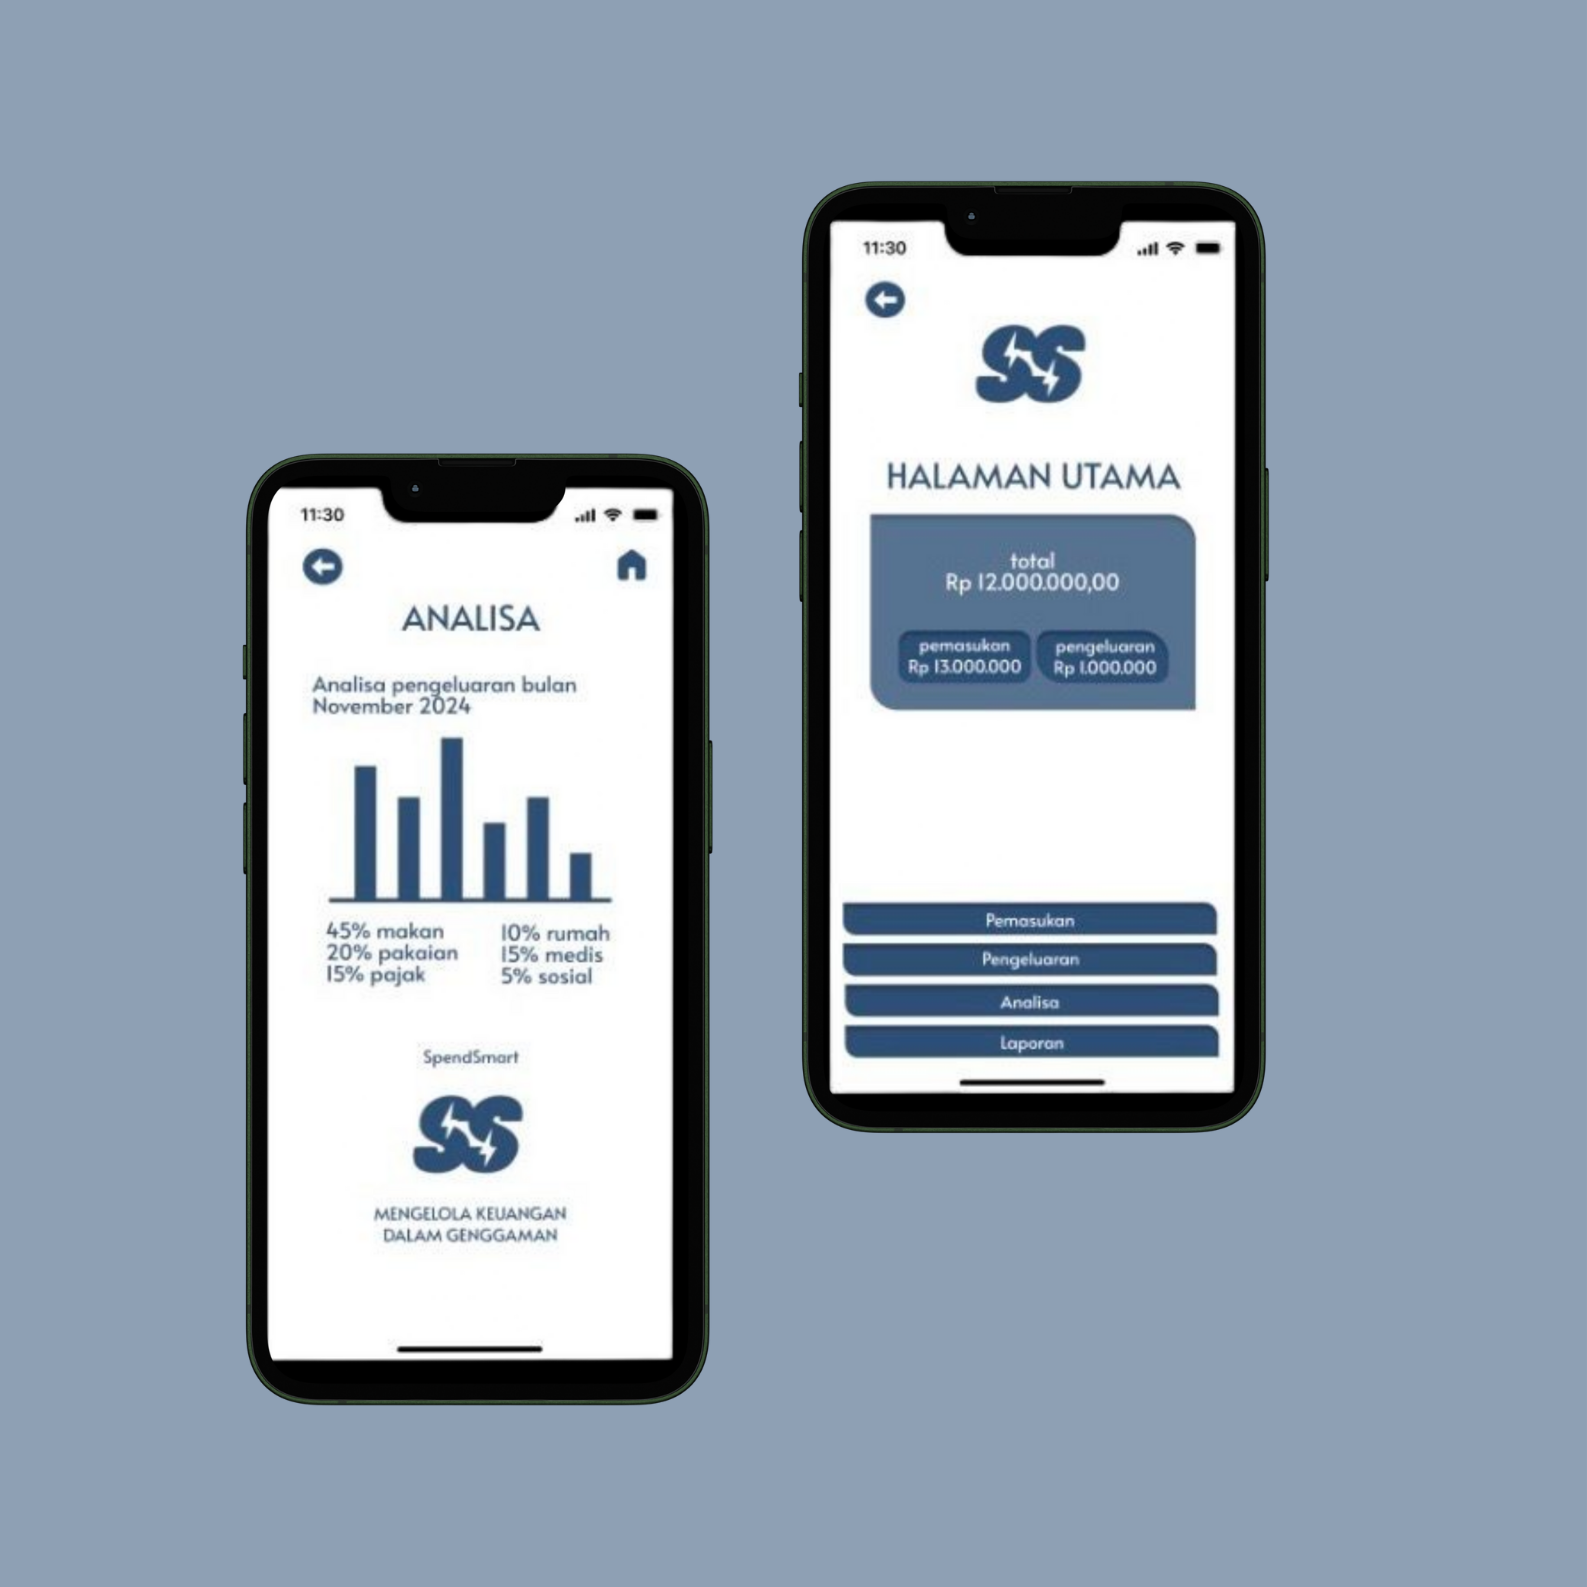 11:30
ANALISA
Analisa pengeluaran bulan
November 2024
45% makan
20% pakaian
15% pajak
10% rumah
15% medis
5% sosial
SpendSmart
SS
MENGELOLA KEUANGAN
DALAM GENGGAMAN
11:30
SS
HALAMAN UTAMA
total
Rp 12.000.000,00
pemasukan
Rp 13.000.000
pengeluaran
Rp 1.000.000
Pemasukan
Pengeluaran
Analisa
Laporan